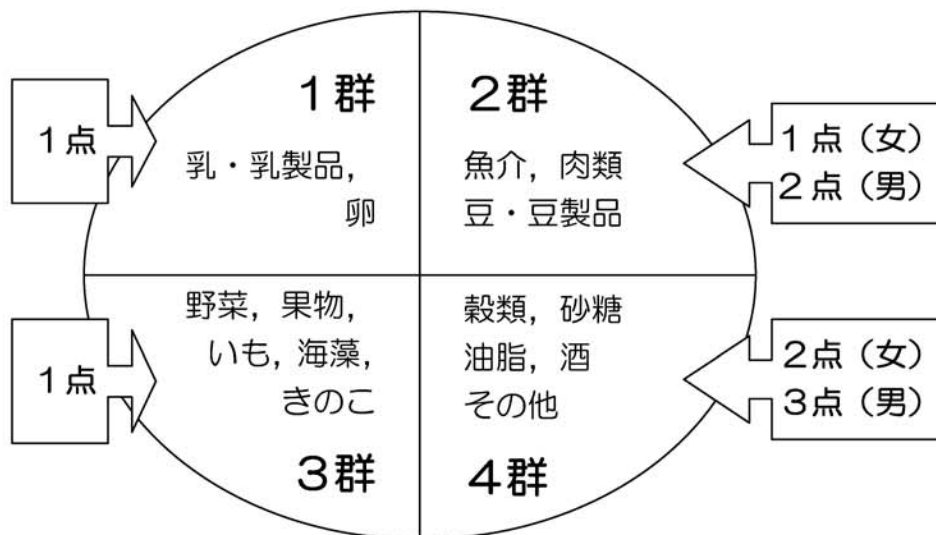 1群
乳・乳製品,
卵
1点
2群
魚介, 肉類
豆・豆製品
1点（女）
2点（男）
野菜, 果物,
いも, 海藻,
きのこ
3群
1点
穀類, 砂糖
油脂, 酒
その他
4群
2点（女）
3点（男）